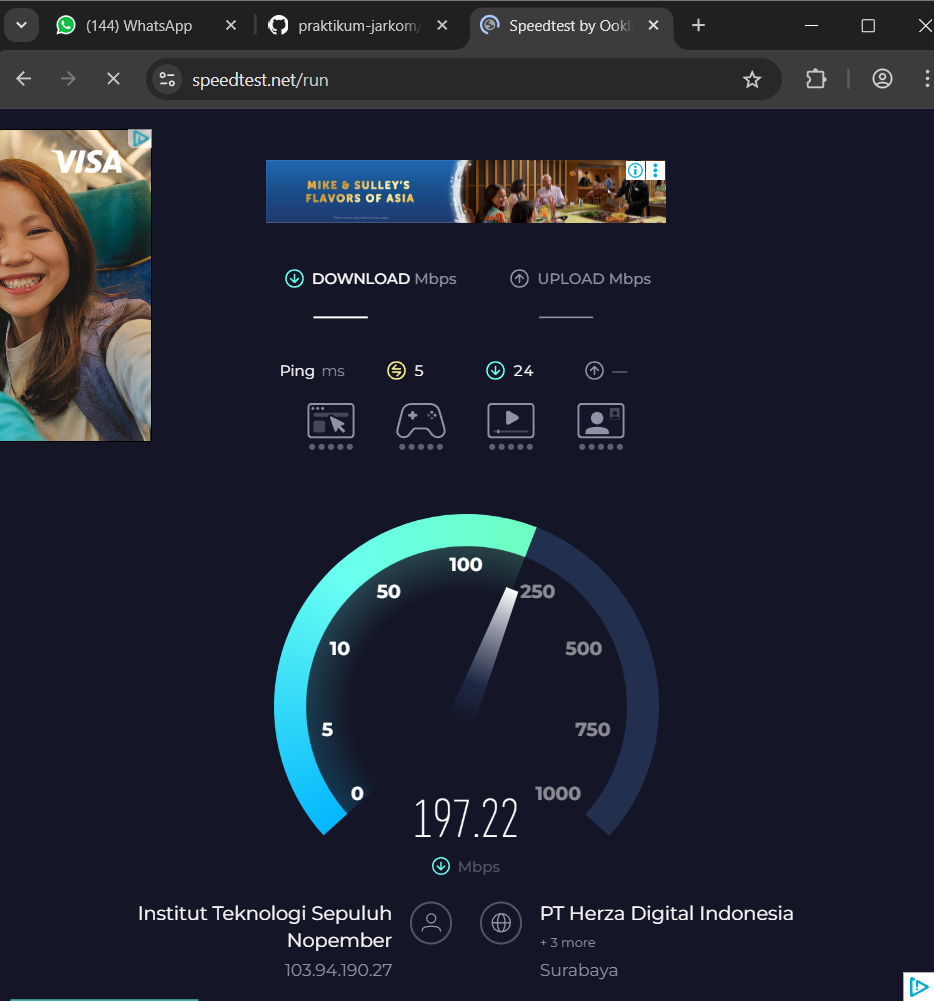 (144) WhatsApp
praktikum-jarkom/
Speedtest by Ookl
speedtest.net/run
VISA
MIKE & SULLEY'S
FLAVORS OF ASIA
DOWNLOAD Mbps
UPLOAD Mbps
Ping ms
5
24
—
0
5
10
50
100
250
500
750
1000
197.22
Mbps
Institut Teknologi Sepuluh
Nopember
103.94.190.27
PT Herza Digital Indonesia
+ 3 more
Surabaya